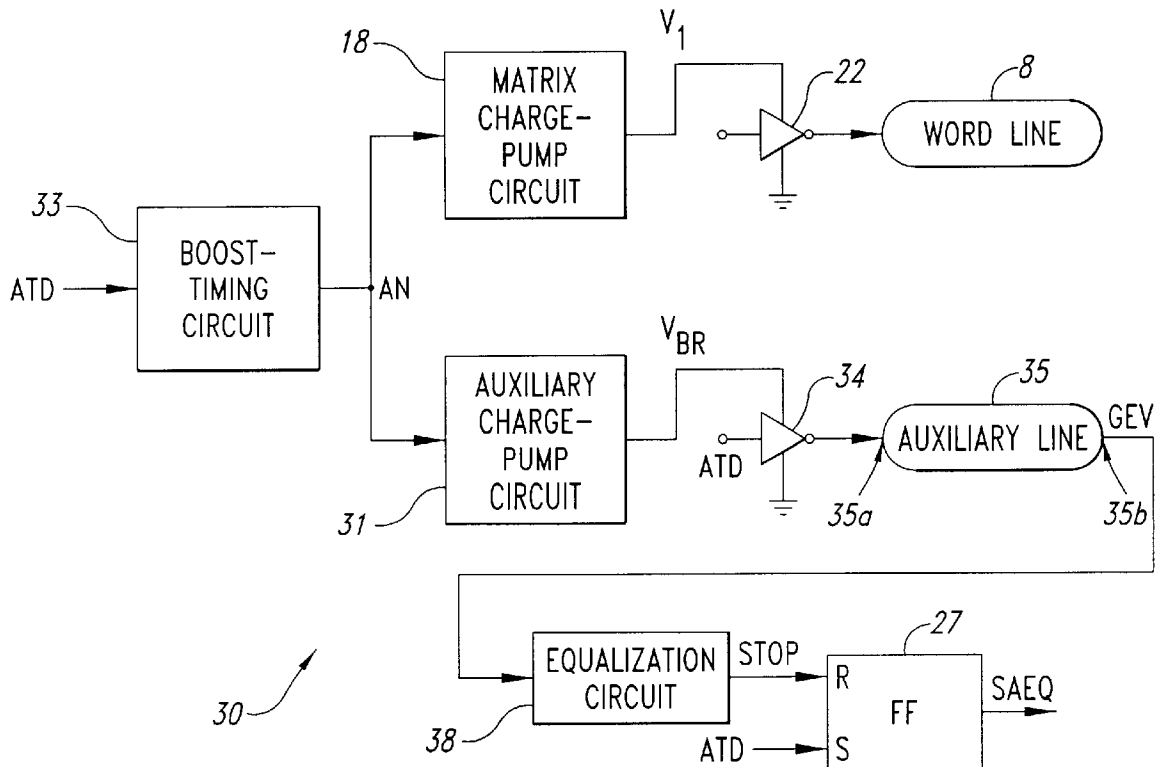 18
MATRIX
CHARGE-
PUMP
CIRCUIT
V1
22
8
WORD LINE
33
BOOST-
TIMING
CIRCUIT
ATD
AN
AUXILIARY
CHARGE-
PUMP
CIRCUIT
31
VBR
34
ATD
35
AUXILIARY LINE
GEV
35a
35b
30
EQUALIZATION
CIRCUIT
38
STOP
27
R
FF
S
ATD
SAEQ